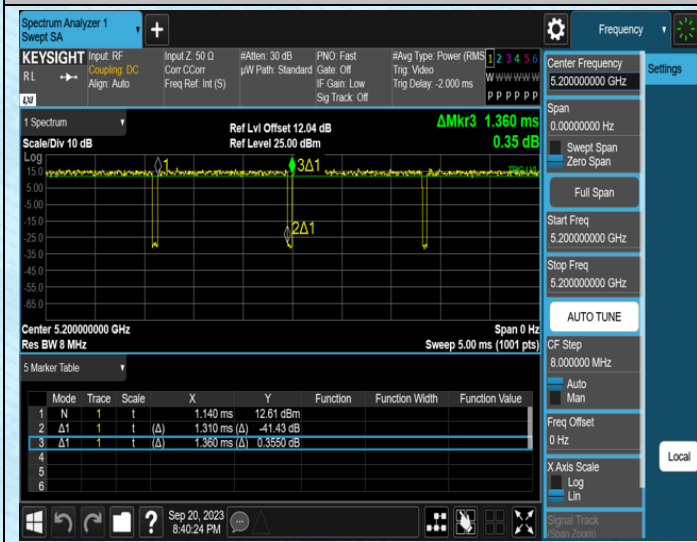 Spectrum Analyzer 1
Swept SA
Frequency
KEYSIGHT
RL
Input: RF
Coupling: DC
Align: Auto
Input Z: 50 Ω
Corr CCorr
Freq Ref: Int (S)
#Atten: 30 dB
µW Path: Standard
PNO: Fast
Gate: Off
IF Gain: Low
Sig Track: Off
#Avg Type: Power (RMS
Trig: Video
Trig Delay: -2.000 ms
1 2 3 4 5 6
W W W W W W
P P P P P P
LXI
1 Spectrum
Scale/Div 10 dB
Ref Lvl Offset 12.04 dB
Ref Level 25.00 dBm
ΔMkr3 1.360 ms
0.35 dB
Log
15.0
5.00
-5.00
-15.0
-25.0
-35.0
-45.0
-55.0
-65.0
1
3Δ1
2Δ1
TRIG LVL
Center 5.200000000 GHz
Res BW 8 MHz
Span 0 Hz
Sweep 5.00 ms (1001 pts)
5 Marker Table
Mode Trace Scale X Y Function Function Width Function Value
1 N 1 t 1.140 ms 12.61 dBm
2 Δ1 1 t (Δ) 1.310 ms (Δ) -41.43 dB
3 Δ1 1 t (Δ) 1.360 ms (Δ) 0.3550 dB
4
5
6
Sep 20, 2023
8:40:24 PM
Center Frequency
5.200000000 GHz
Span
0.00000000 Hz
Swept Span
Zero Span
Full Span
Start Freq
5.200000000 GHz
Stop Freq
5.200000000 GHz
AUTO TUNE
CF Step
8.000000 MHz
Auto
Man
Freq Offset
0 Hz
X Axis Scale
Log
Lin
Signal Track
(Span Zoom)
Settings
Local